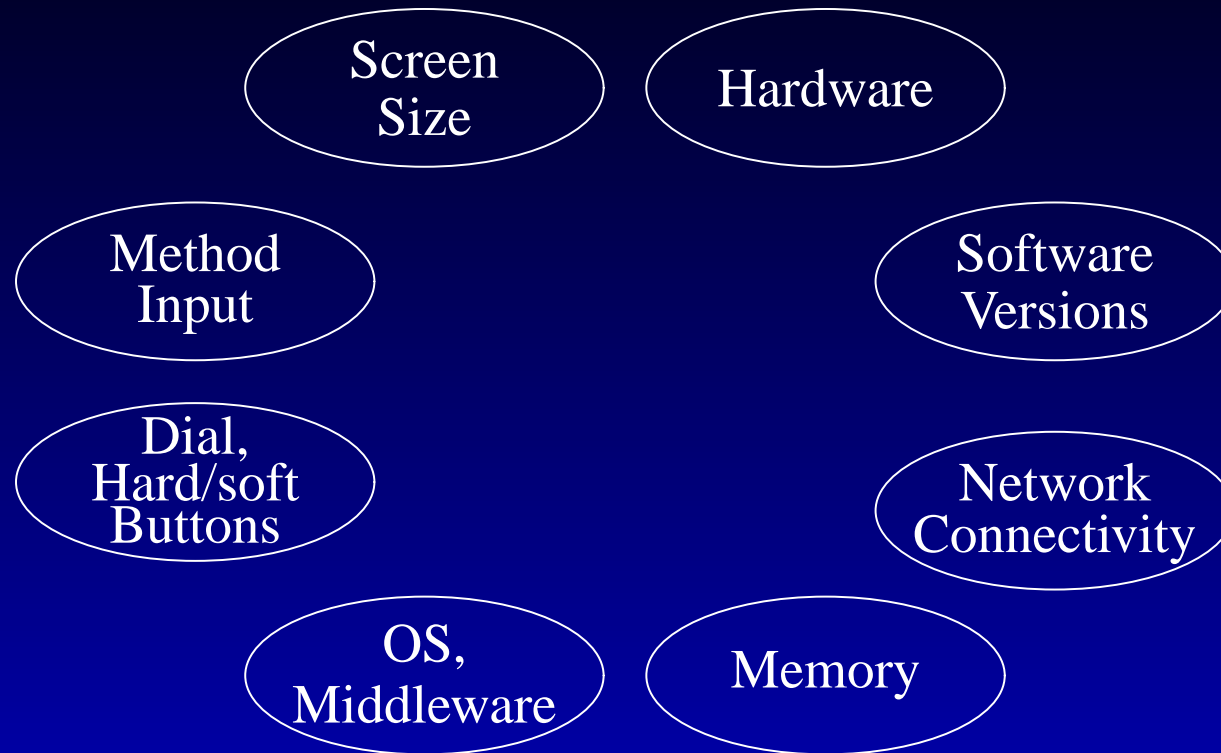 Screen
Size
Hardware
Method
Input
Software
Versions
Dial,
Hard/soft
Buttons
Network
Connectivity
OS,
Middleware
Memory